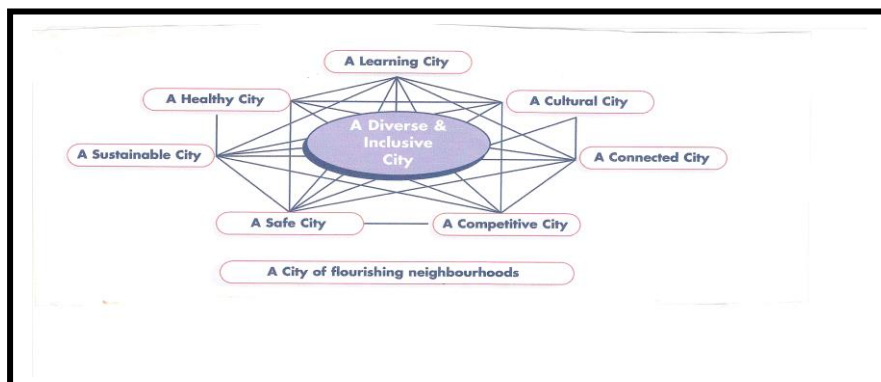 A Learning City
A Healthy City
A Cultural City
A Diverse &
Inclusive
City
A Sustainable City
A Connected City
A Safe City
A Competitive City
A City of flourishing neighbourhoods